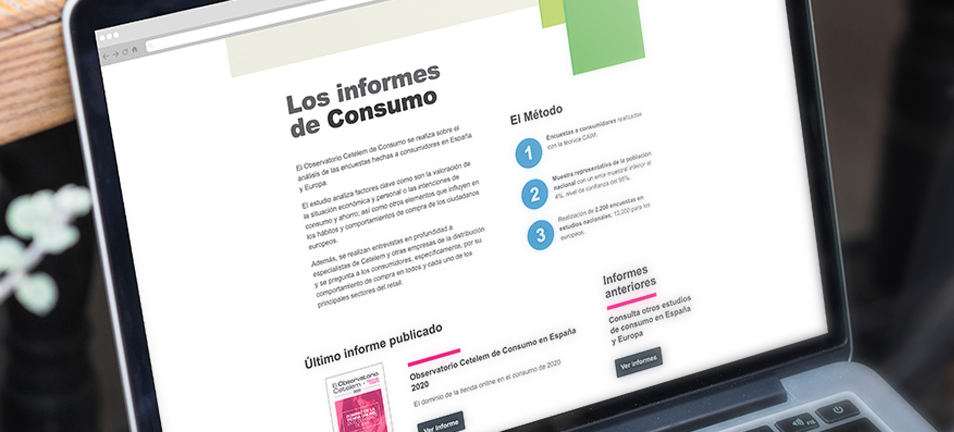 Los informes
de Consumo
El Observatorio Cetelem de Consumo se realiza sobre el
análisis de las encuestas hechas a consumidores en España
y Europa.
El estudio analiza factores clave como son la valoración de
la situación económica y personal o las intenciones de
consumo y ahorro; así como otros elementos que influyen en
los hábitos y comportamientos de compra de los ciudadanos
europeos.
Además, se realizan entrevistas en profundidad a
especialistas de Cetelem y otras empresas de la distribución
y se pregunta a los consumidores, específicamente, por su
comportamiento de compra en todos y cada uno de los
principales sectores del retail.
El Método
1
Encuestas a consumidores realizadas
con la técnica CAWI.
2
Muestra representativa de la población
nacional con un error muestral inferior al
4%, nivel de confianza del 95%.
3
Realización de 2.200 encuestas en
estudios nacionales; 12.000 para los
europeos.
Último informe publicado
El Observatorio
Cetelem
Observatorio Cetelem de Consumo en España
2020
El dominio de la tienda online en el consumo de 2020
Ver informe
Informes
anteriores
Consulta otros estudios
de consumo en España
y Europa
Ver informes